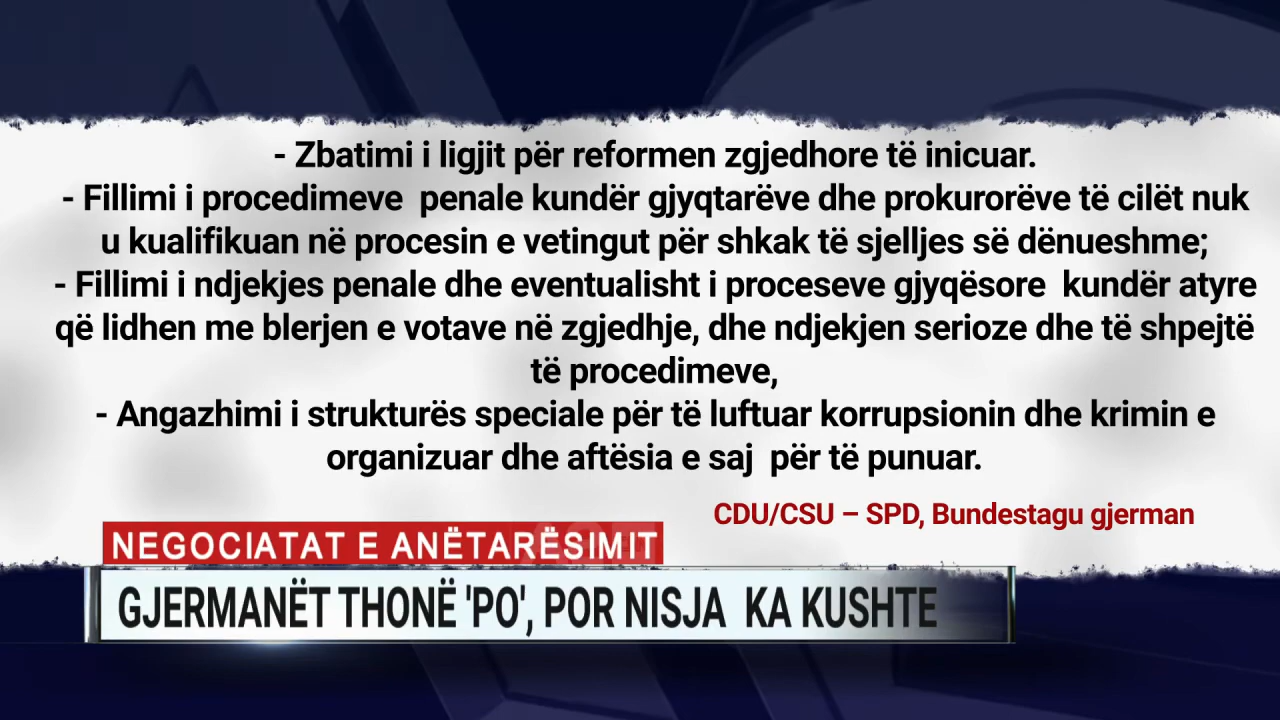 - Zbatimi i ligjit për reformen zgjedhore të inicuar.
- Fillimi i procedimeve  penale kundër gjyqtarëve dhe prokurorëve të cilët nuk
u kualifikuan në procesin e vetingut për shkak të sjelljes së dënueshme;
- Fillimi i ndjekjes penale dhe eventualisht i proceseve gjyqësore  kundër atyre
që lidhen me blerjen e votave në zgjedhje, dhe ndjekjen serioze dhe të shpejtë
të procedimeve,
- Angazhimi i strukturës speciale për të luftuar korrupsionin dhe krimin e
organizuar dhe aftësia e saj  për të punuar.
CDU/CSU – SPD, Bundestagu gjerman
NEGOCIATAT E ANËTARËSIMIT
GJERMANËT THONË 'PO', POR NISJA  KA KUSHTE